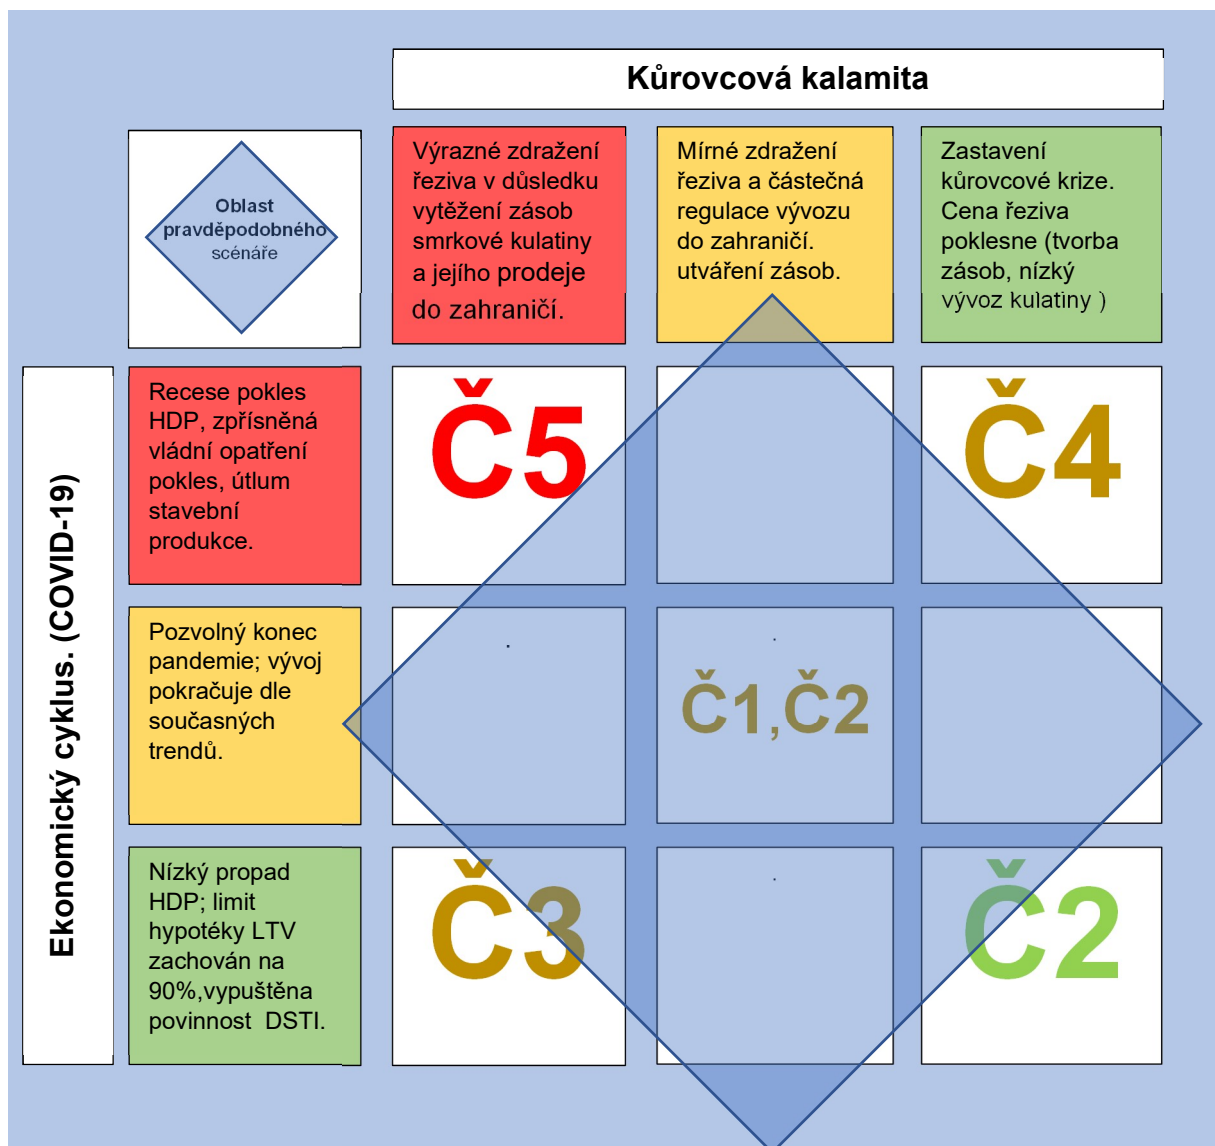 Kůrovcová kalamita
Oblast
pravděpodobného
scénáře
Výrazné zdražení
řeziva v důsledku
vytěžení zásob
smrkové kulatiny
a jejího prodeje
do zahraničí.
Mírné zdražení
řeziva a částečná
regulace vývozu
do zahraničí.
utváření zásob.
Zastavení
kůrovcové krize.
Cena řeziva
poklesne (tvorba
zásob, nízký
vývoz kulatiny )
Ekonomický cyklus. (COVID-19)
Recese pokles
HDP, zpřísněná
vládní opatření
pokles, útlum
stavební
produkce.
Č5
Č4
Pozvolný konec
pandemie; vývoj
pokračuje dle
současných
trendů.
Č1,Č2
Nízký propad
HDP; limit
hypotéky LTV
zachován na
90%,vypuštěna
povinnost DSTI.
Č3
Č2